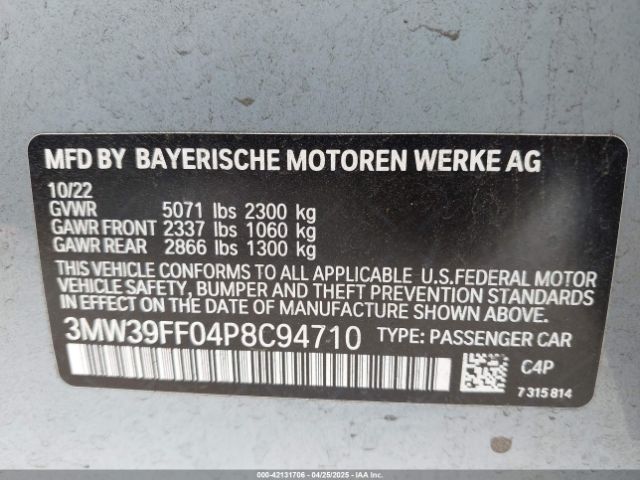 MFD BY BAYERISCHE MOTOREN WERKE AG
10/22
GVWR 5071 lbs 2300 kg
GAWR FRONT 2337 lbs 1060 kg
GAWR REAR 2866 lbs 1300 kg
THIS VEHICLE CONFORMS TO ALL APPLICABLE U.S.FEDERAL MOTOR
VEHICLE SAFETY, BUMPER AND THEFT PREVENTION STANDARDS
IN EFFECT ON THE DATE OF MANUFACTURE SHOWN ABOVE.
3MW39FF04P8C94710 TYPE: PASSENGER CAR
C4P
7 315 814
000-42131706 - 04/25/2025 - IAA Inc.